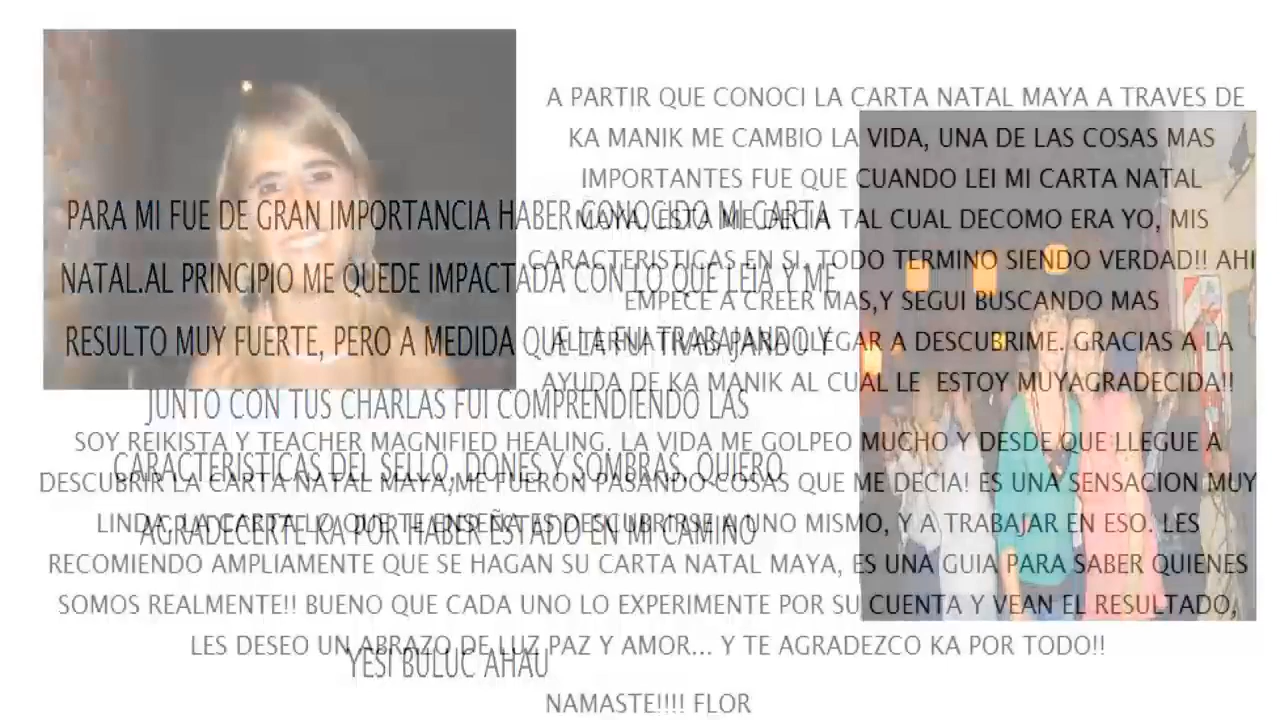 PARA MI FUE DE GRAN IMPORTANCIA HABER CONOCIDO MI CARTA
NATAL.AL PRINCIPIO ME QUEDE IMPACTADA CON LO QUE LEIA Y ME
RESULTO MUY FUERTE, PERO A MEDIDA QUE LA FUI TRABAJANDO Y
JUNTO CON TUS CHARLAS FUI COMPRENDIENDO LAS
CARACTERISTICAS DEL SELLO, DONES Y SOMBRAS. QUIERO
AGRADECERTE KA POR HABER ESTADO EN MI CAMINO
YESI BULUC AHAU
A PARTIR QUE CONOCI LA CARTA NATAL MAYA A TRAVES DE
KA MANIK ME CAMBIO LA VIDA, UNA DE LAS COSAS MAS
IMPORTANTES FUE QUE CUANDO LEI MI CARTA NATAL
MAYA, ESTA ME DECIA TAL CUAL DECOMO ERA YO, MIS
CARACTERISTICAS EN SI, TODO TERMINO SIENDO VERDAD!! AHI
EMPECE A CREER MAS,Y SEGUI BUSCANDO MAS
ALTERNATIVAS PARA LLEGAR A DESCUBRIME. GRACIAS A LA
AYUDA DE KA MANIK AL CUAL LE ESTOY MUYAGRADECIDA!!
SOY REIKISTA Y TEACHER MAGNIFIED HEALING. LA VIDA ME GOLPEO MUCHO Y DESDE QUE LLEGUE A
DESCUBRIR LA CARTA NATAL MAYA,ME FUERON PASANDO COSAS QUE ME DECIA! ES UNA SENSACION MUY
LINDA. LA CARTA LO QUE TE ENSEÑA ES DESCUBRIRSE A UNO MISMO, Y A TRABAJAR EN ESO. LES
RECOMIENDO AMPLIAMENTE QUE SE HAGAN SU CARTA NATAL MAYA, ES UNA GUIA PARA SABER QUIENES
SOMOS REALMENTE!! BUENO QUE CADA UNO LO EXPERIMENTE POR SU CUENTA Y VEAN EL RESULTADO,
LES DESEO UN ABRAZO DE LUZ PAZ Y AMOR... Y TE AGRADEZCO KA POR TODO!!
NAMASTE!!!! FLOR